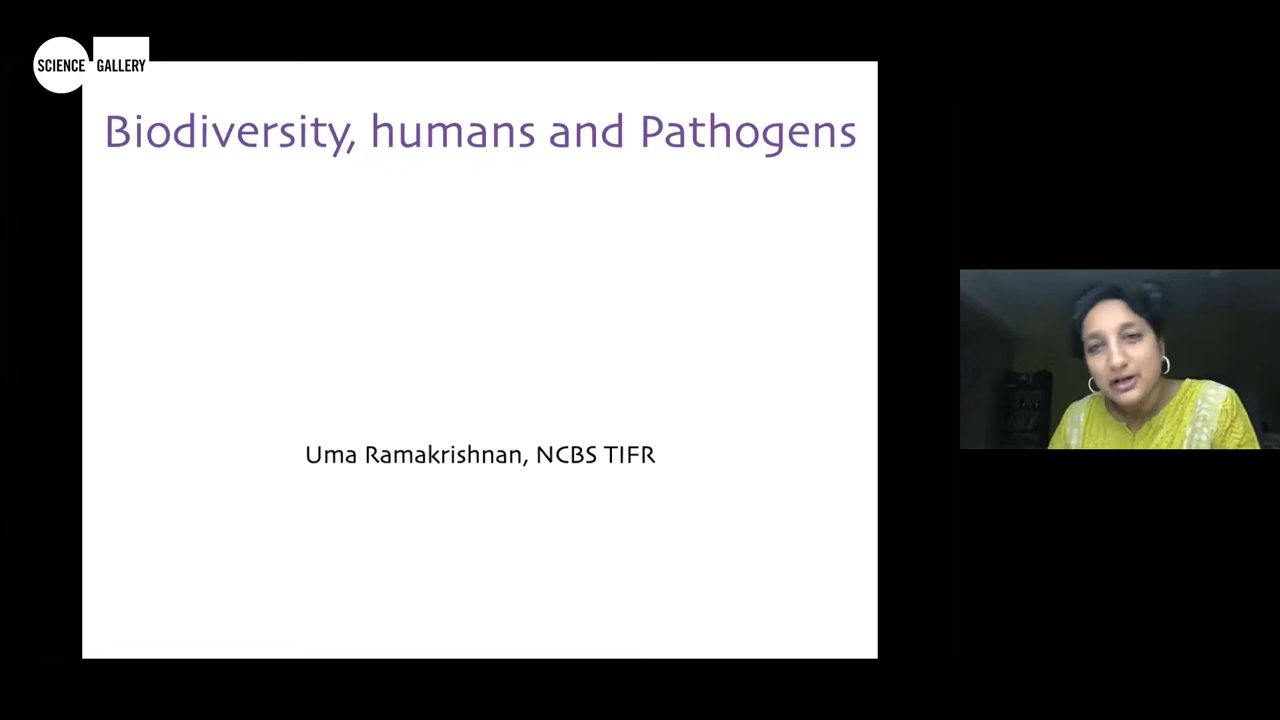 SCIENCE GALLERY
Biodiversity, humans and Pathogens
Uma Ramakrishnan, NCBS TIFR